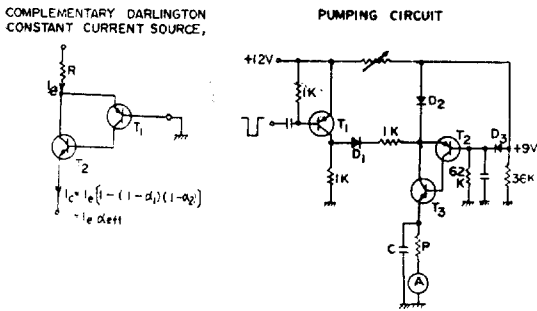 COMPLEMENTARY DARLINGTON
CONSTANT CURRENT SOURCE,
R
Ie
T1
T2
Ic = Ie [1-(1-α1)(1-α2)]
= Ie αeff
PUMPING CIRCUIT
+12V
1K
T1
D1
1K
1K
D2
T2
D3
+9V
62
K
36K
T3
C
R
A